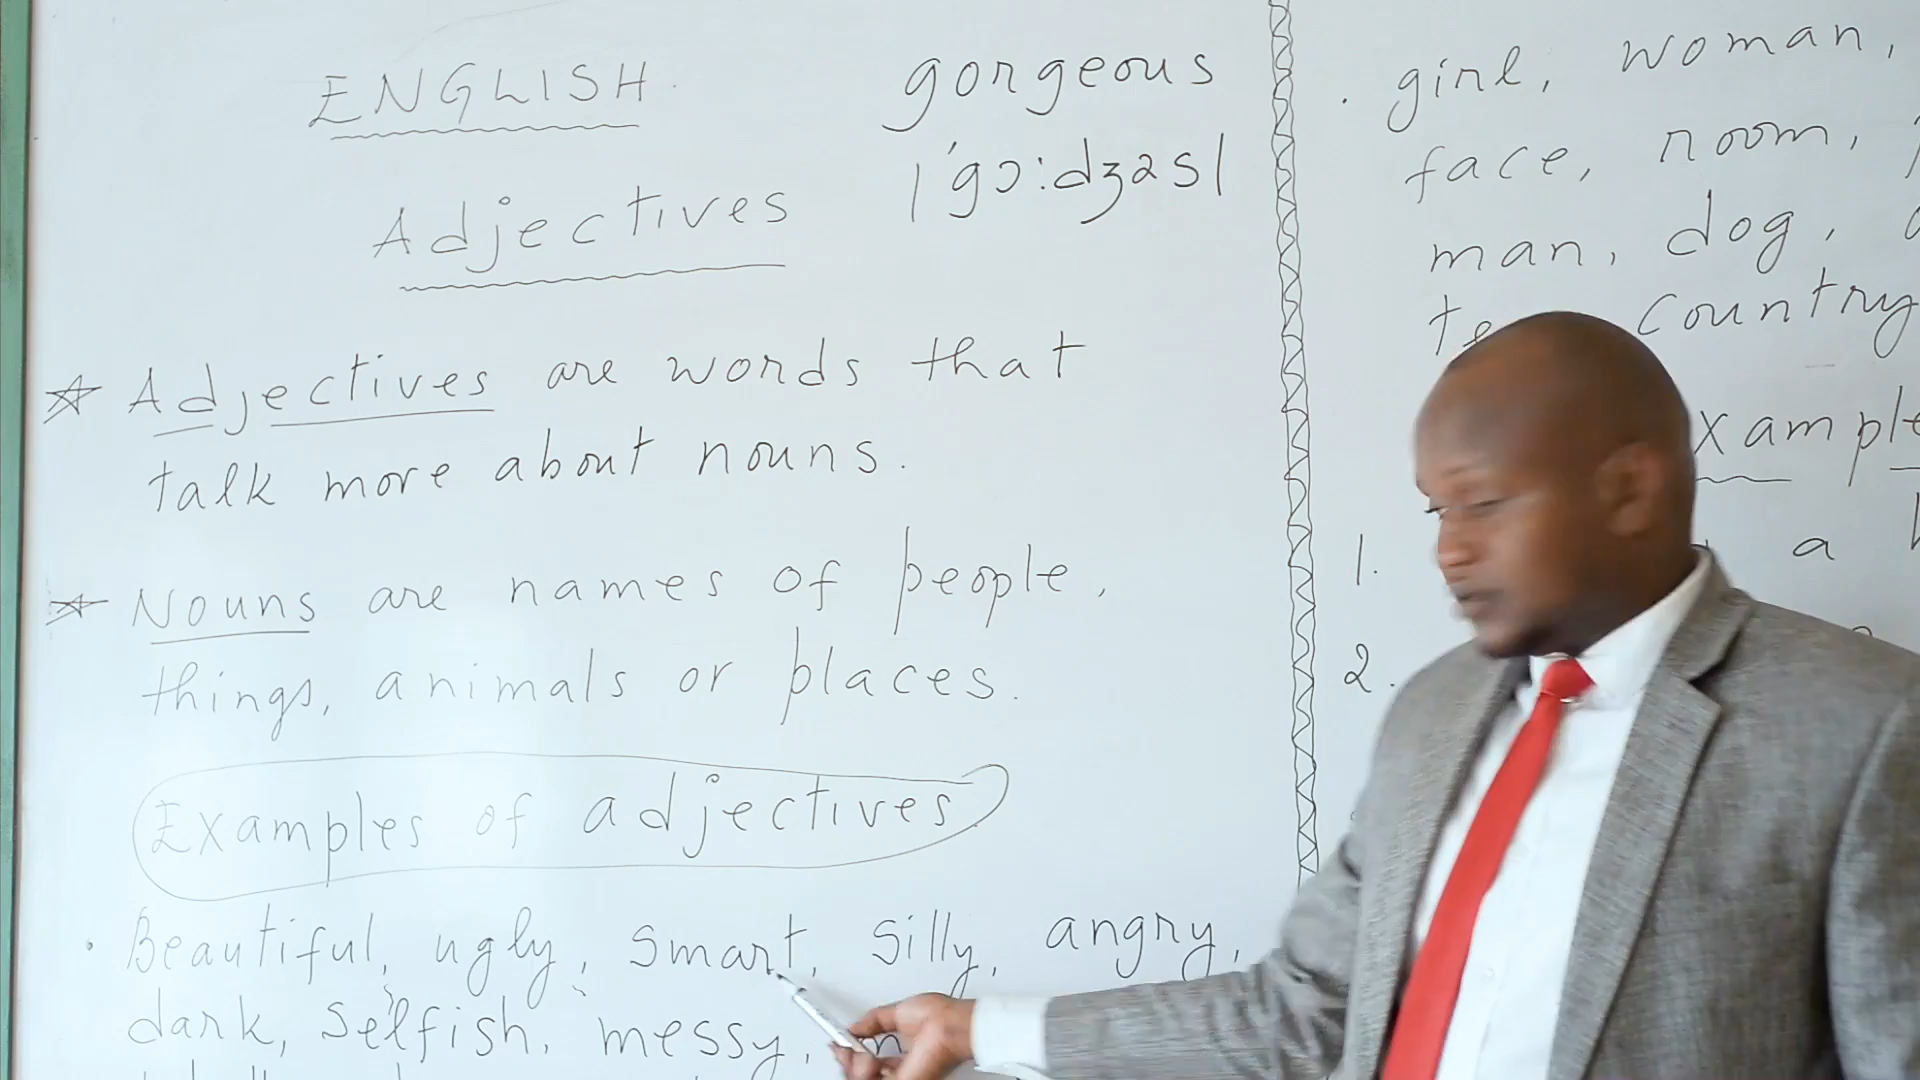 ENGLISH.
Adjectives
gorgeous
/'gɔ:dʒəs/
Adjectives are words that
talk more about nouns.
Nouns are names of people,
things, animals or places.
Examples of adjectives
Beautiful, ugly, smart, silly, angry,
dark, selfish, messy,
girl, woman,
face, room,
man, dog,
country
1. a
2.